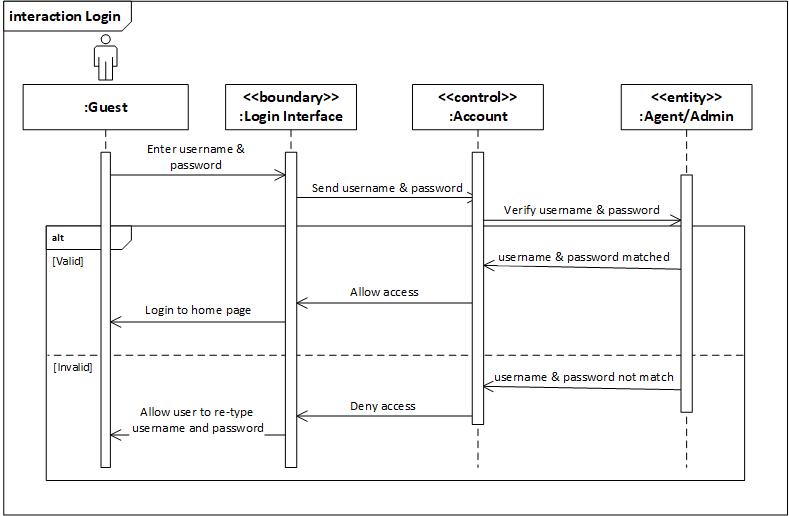 interaction Login
:Guest
<<boundary>>
:Login Interface
<<control>>
:Account
<<entity>>
:Agent/Admin
Enter username &
password
Send username & password
Verify username & password
alt
[Valid]
username & password matched
Allow access
Login to home page
[Invalid]
username & password not match
Deny access
Allow user to re-type
username and password